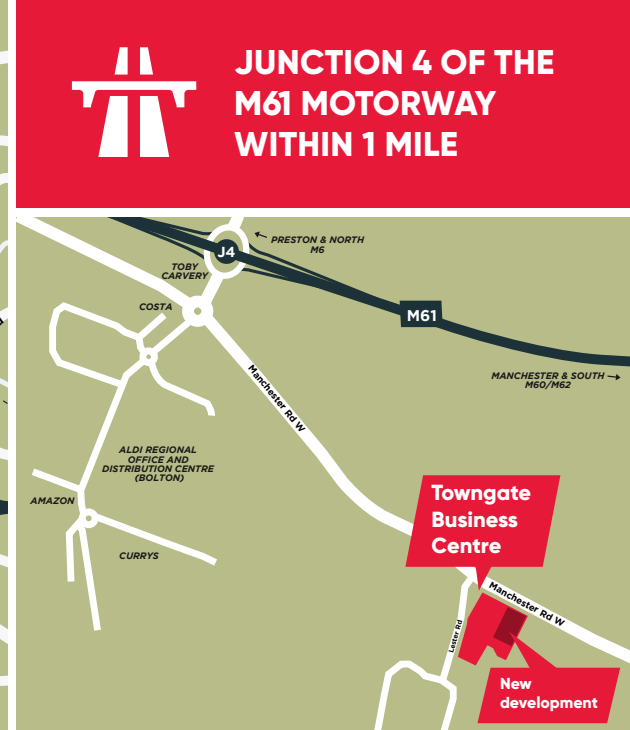 JUNCTION 4 OF THE
M61 MOTORWAY
WITHIN 1 MILE
J4
PRESTON & NORTH
M6
TOBY
CARVERY
COSTA
M61
MANCHESTER & SOUTH
M60/M62
Manchester Rd W
ALDI REGIONAL
OFFICE AND
DISTRIBUTION CENTRE
(BOLTON)
AMAZON
CURRYS
Towngate
Business
Centre
Manchester Rd W
Lester Rd
New
development